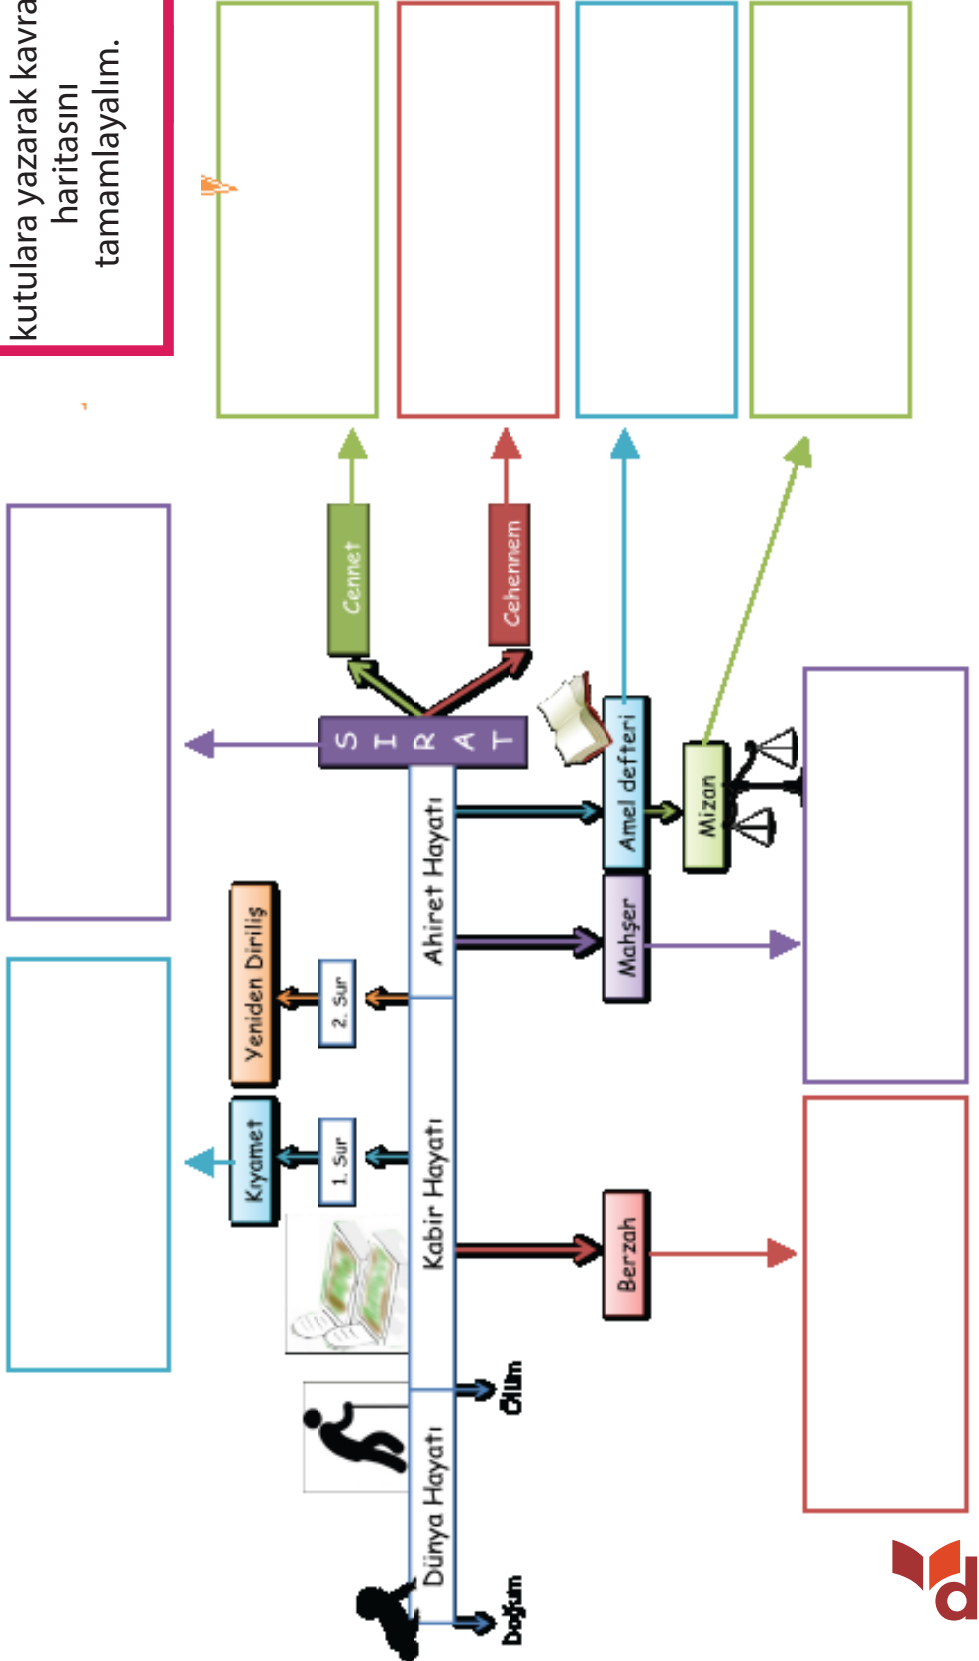 kutulara yazarak kavra
haritasını
tamamlayalım.
Kıyamet
Yeniden Diriliş
1. Sur
2. Sur
SIRAT
Cennet
Cehennem
Dünya Hayatı
Kabir Hayatı
Ahiret Hayatı
Doğum
Ölüm
Berzah
Mahşer
Amel defteri
Mizan
d